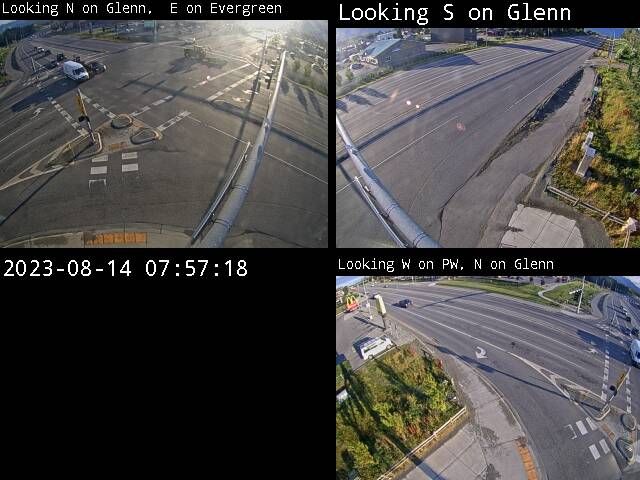 Looking N on Glenn,  E on Evergreen
Looking S on Glenn
2023-08-14 07:57:18
Looking W on PW, N on Glenn